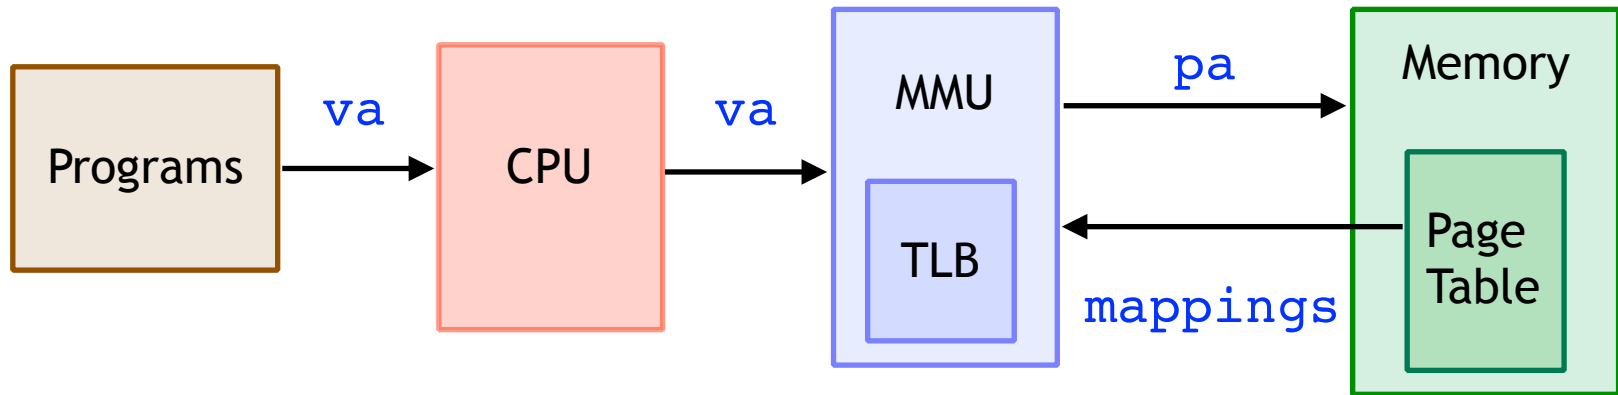 Programs
va
CPU
va
MMU
TLB
pa
mappings
Memory
Page
Table